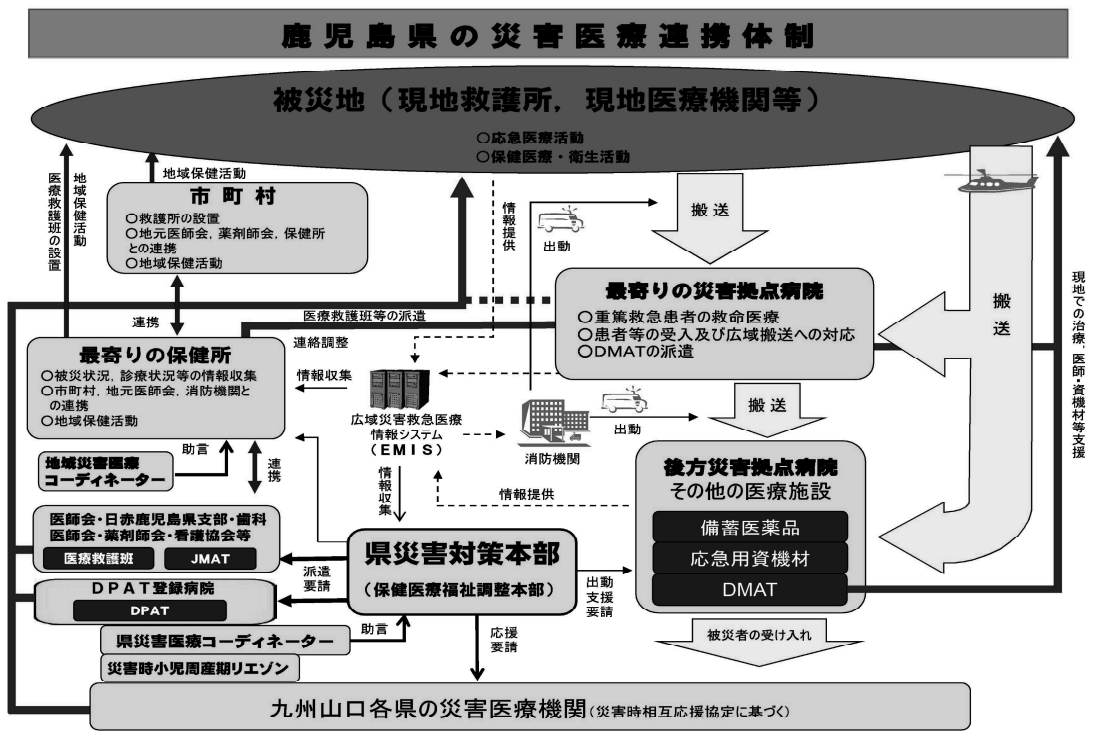 鹿児島県の災害医療連携体制
被災地（現地救護所，現地医療機関等）
○応急医療活動
○保健医療・衛生活動
医療救護班の設置
地域保健活動
地域保健活動
市町村
○救護所の設置
○地元医師会，薬剤師会，保健所
との連携
○地域保健活動
情報提供
出動
搬送
搬送
現地での治療，医師・資機材等支援
最寄りの災害拠点病院
○重篤救急患者の救命医療
○患者等の受入及び広域搬送への対応
○DMATの派遣
連携
医療救護班等の派遣
連絡調整
最寄りの保健所
○被災状況，診療状況等の情報収集
○市町村，地元医師会，消防機関と
の連携
○地域保健活動
情報収集
広域災害救急医療
情報システム
（EMIS）
消防機関
出動
搬送
助言
地域災害医療
コーディネーター
連携
情報収集
情報提供
後方災害拠点病院
その他の医療施設
備蓄医薬品
応急用資機材
DMAT
医師会・日赤鹿児島県支部・歯科
医師会・薬剤師会・看護協会等
医療救護班
JMAT
県災害対策本部
（保健医療福祉調整本部）
派遣
要請
出動
支援
要請
DPAT登録病院
DPAT
県災害医療コーディネーター
助言
災害時小児周産期リエゾン
応援
要請
被災者の受け入れ
九州山口各県の災害医療機関（災害時相互応援協定に基づく）